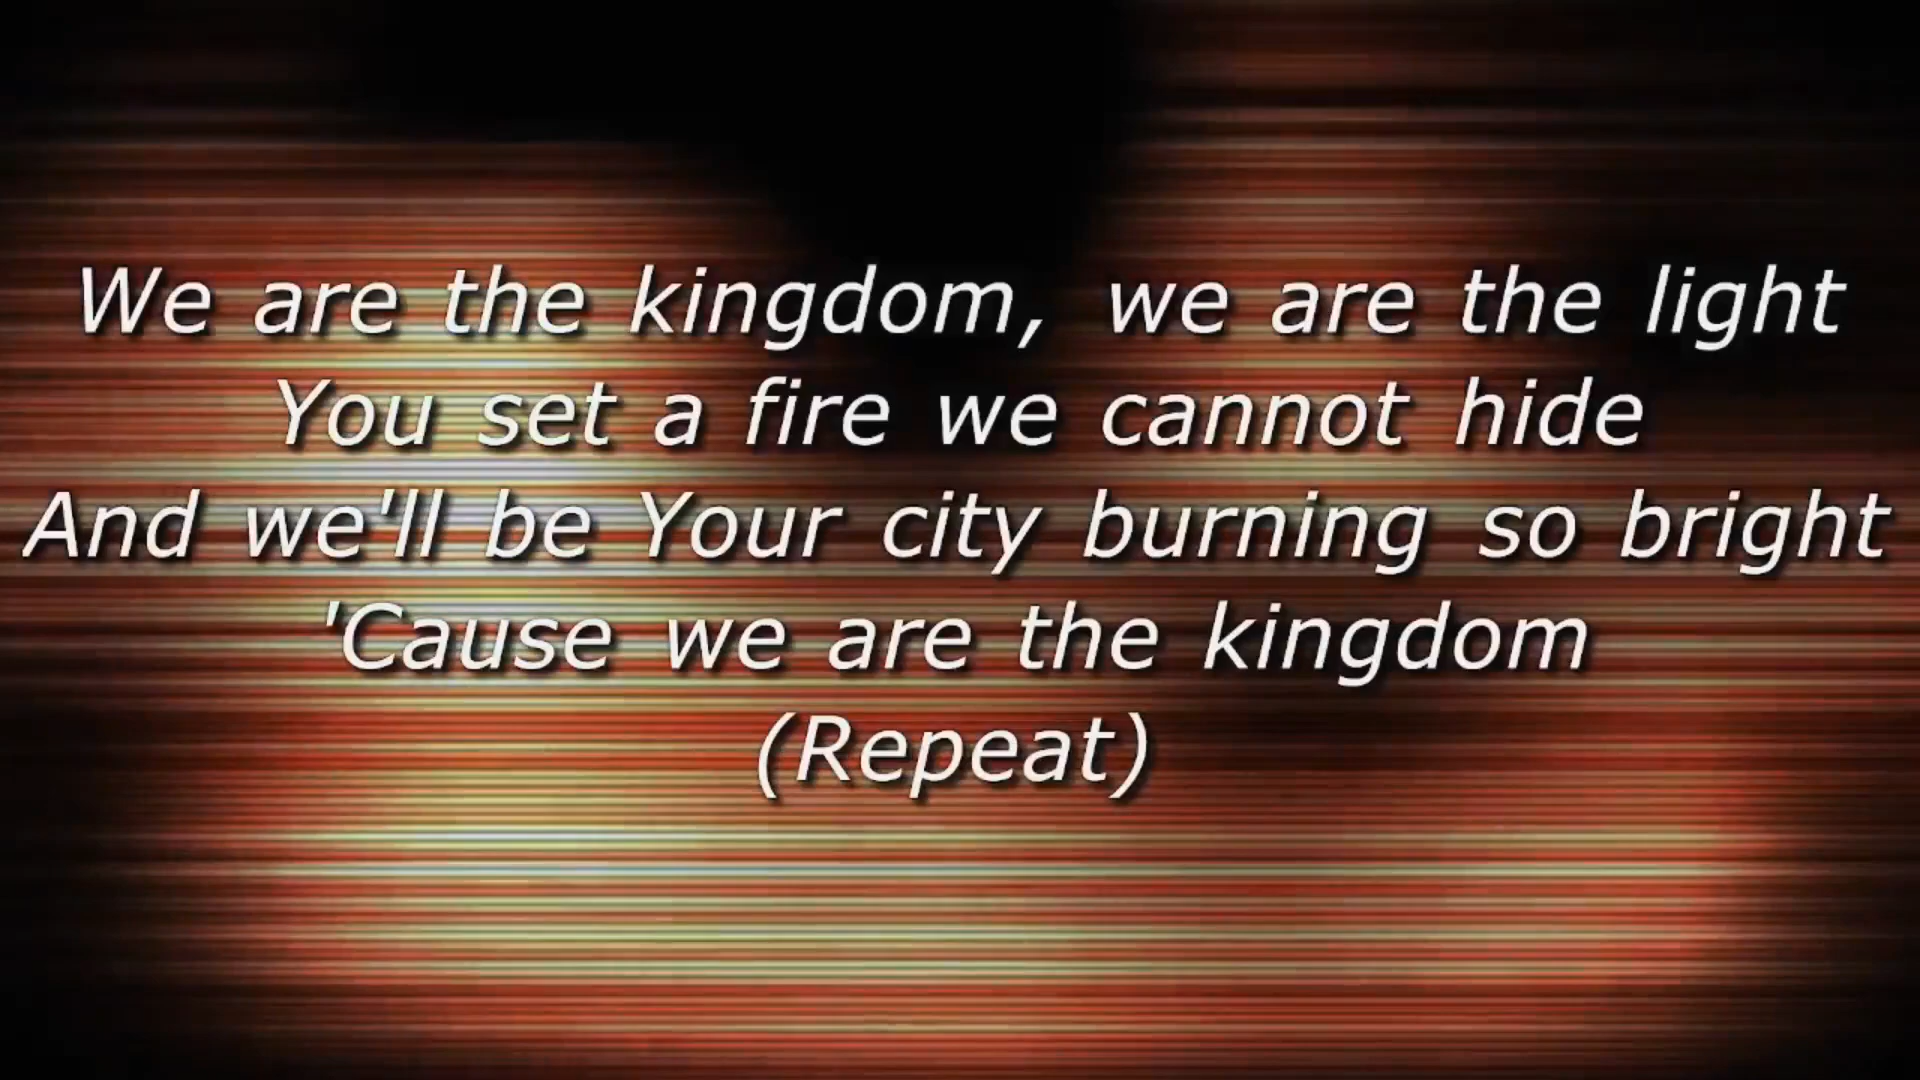 We are the kingdom, we are the light
You set a fire we cannot hide
And we'll be Your city burning so bright
'Cause we are the kingdom
(Repeat)